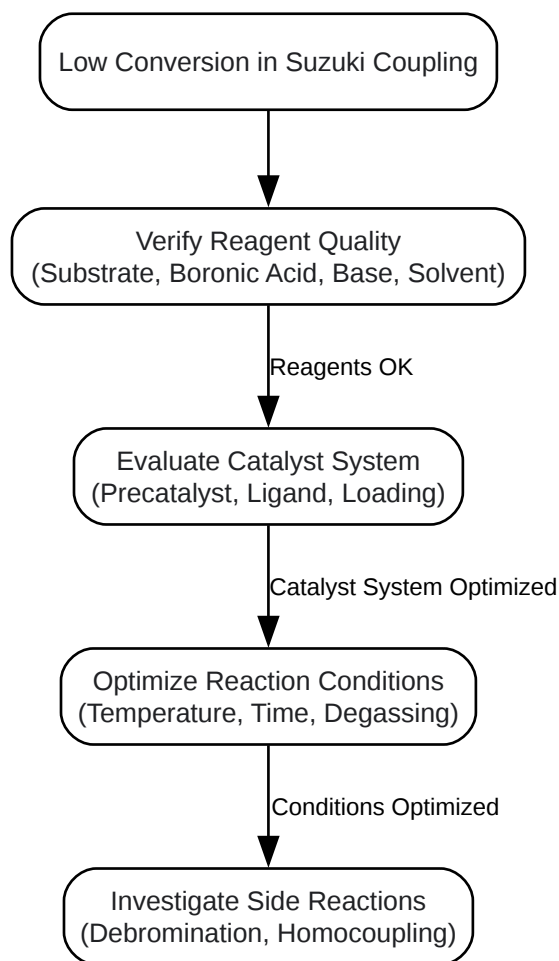 Low Conversion in Suzuki Coupling
Verify Reagent Quality
(Substrate, Boronic Acid, Base, Solvent)
Reagents OK
Evaluate Catalyst System
(Precatalyst, Ligand, Loading)
Catalyst System Optimized
Optimize Reaction Conditions
(Temperature, Time, Degassing)
Conditions Optimized
Investigate Side Reactions
(Debromination, Homocoupling)